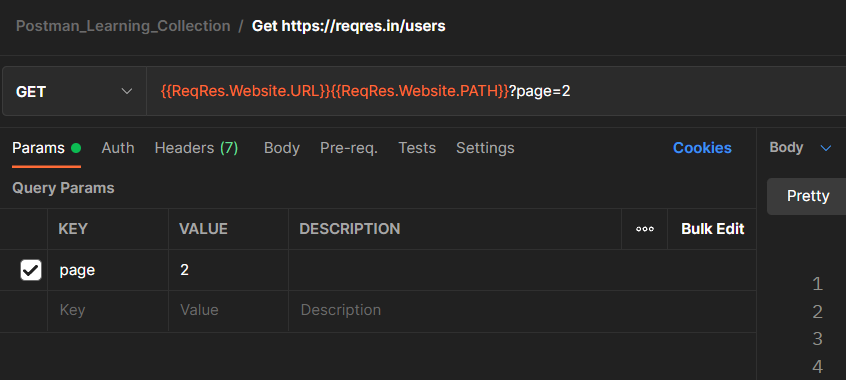 Postman_Learning_Collection / Get https://reqres.in/users
GET {{ReqRes.Website.URL}}{{ReqRes.Website.PATH}}?page=2
Params Auth Headers (7) Body Pre-req. Tests Settings Cookies Body
Query Params
Pretty
KEY VALUE DESCRIPTION ooo Bulk Edit
page 2
1
Key Value Description
2
3
4